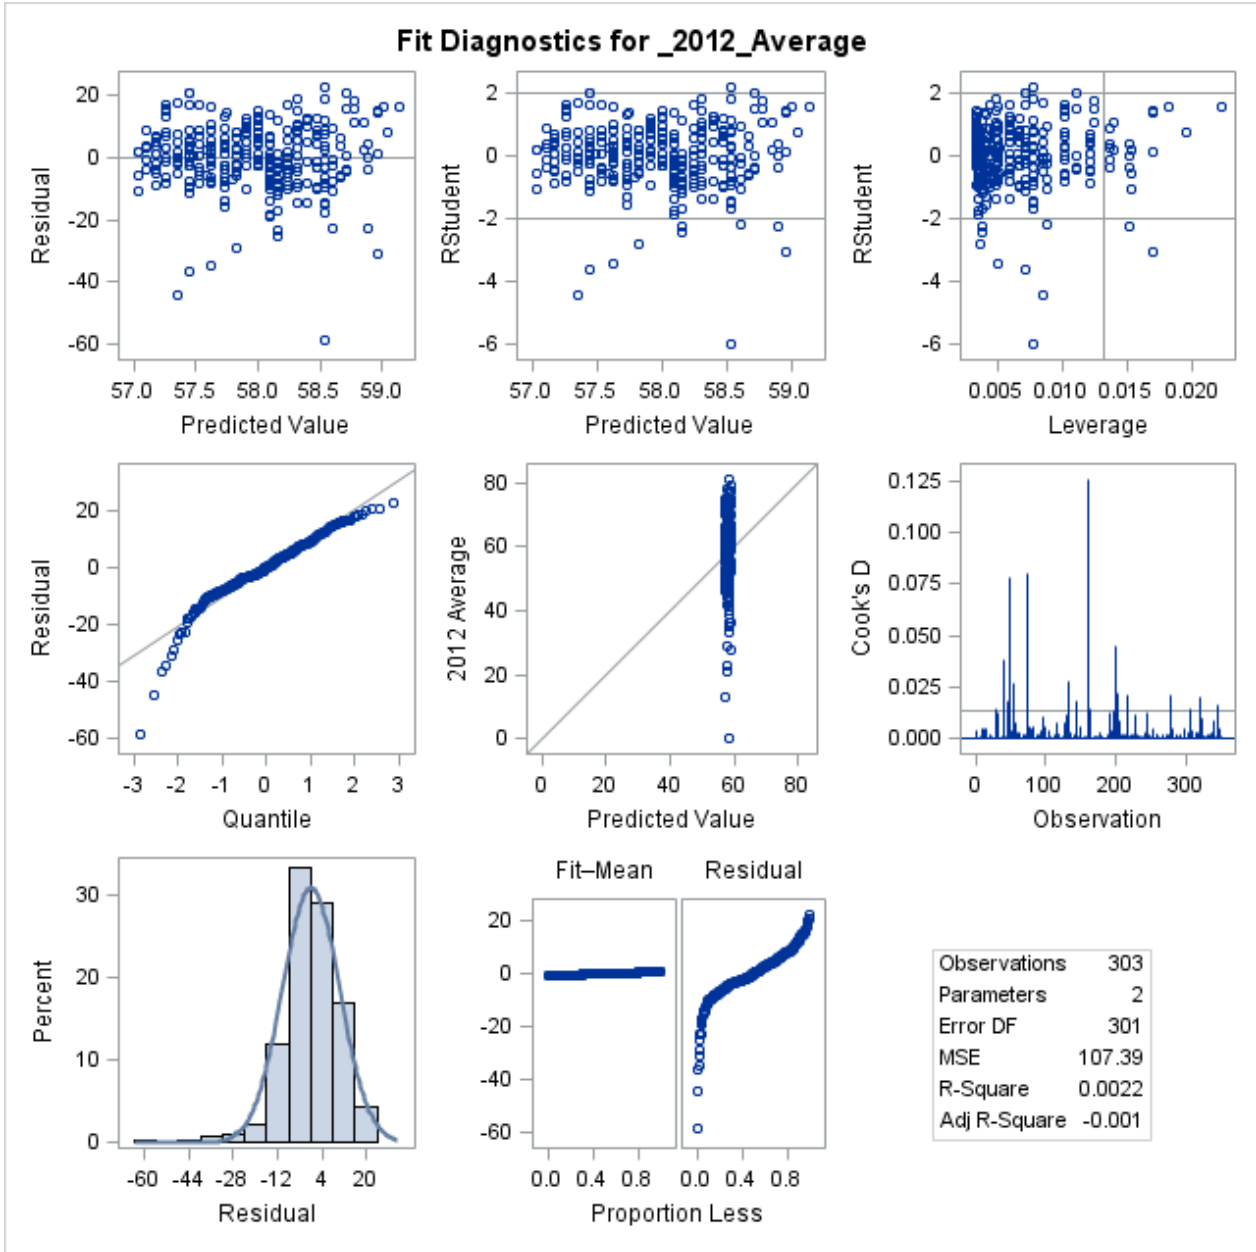 Fit Diagnostics for _2012_Average
20
0
-20
-40
-60
Residual
57.0 57.5 58.0 58.5 59.0
Predicted Value
2
0
-2
-4
-6
RStudent
57.0 57.5 58.0 58.5 59.0
Predicted Value
2
0
-2
-4
-6
RStudent
0.005 0.010 0.015 0.020
Leverage
20
0
-20
-40
-60
Residual
-3 -2 -1 0 1 2 3
Quantile
80
60
40
20
0
2012 Average
0 20 40 60 80
Predicted Value
0.125
0.100
0.075
0.050
0.025
0.000
Cook's D
0 100 200 300
Observation
30
20
10
0
Percent
-60 -44 -28 -12 4 20
Residual
Fit–Mean Residual
20
0
-20
-40
-60
0.0 0.4 0.8 0.0 0.4 0.8
Proportion Less
Observations 303
Parameters 2
Error DF 301
MSE 107.39
R-Square 0.0022
Adj R-Square -0.001